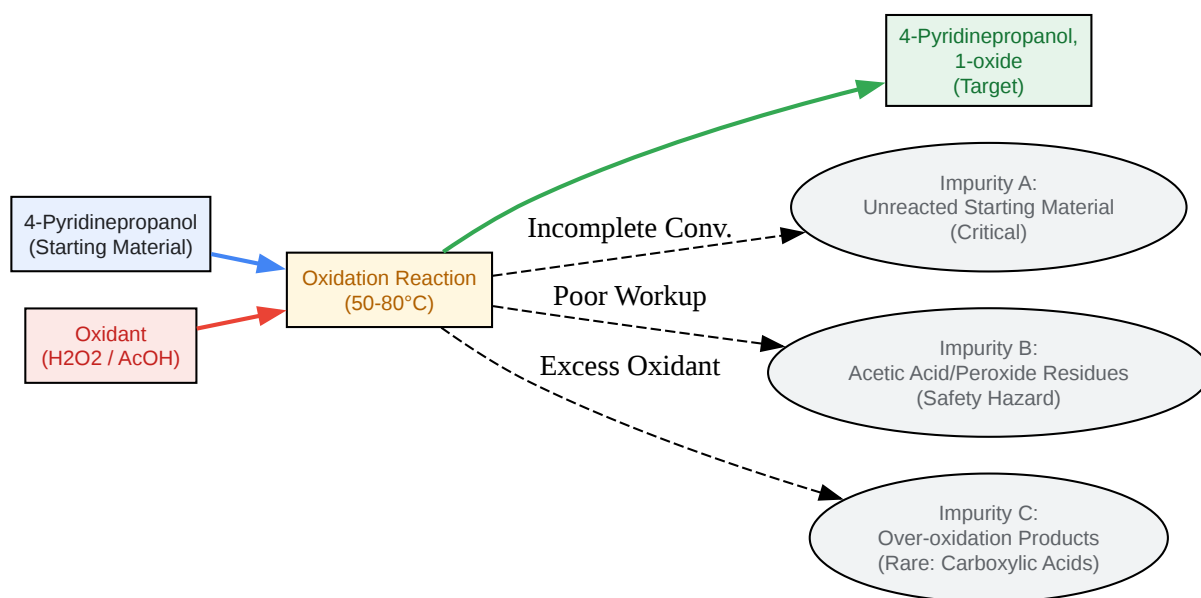 4-Pyridinepropanol,
1-oxide
(Target)
4-Pyridinepropanol
(Starting Material)
Oxidant
(H2O2 / AcOH)
Oxidation Reaction
(50-80°C)
Incomplete Conv.
Poor Workup
Excess Oxidant
Impurity A:
Unreacted Starting Material
(Critical)
Impurity B:
Acetic Acid/Peroxide Residues
(Safety Hazard)
Impurity C:
Over-oxidation Products
(Rare: Carboxylic Acids)